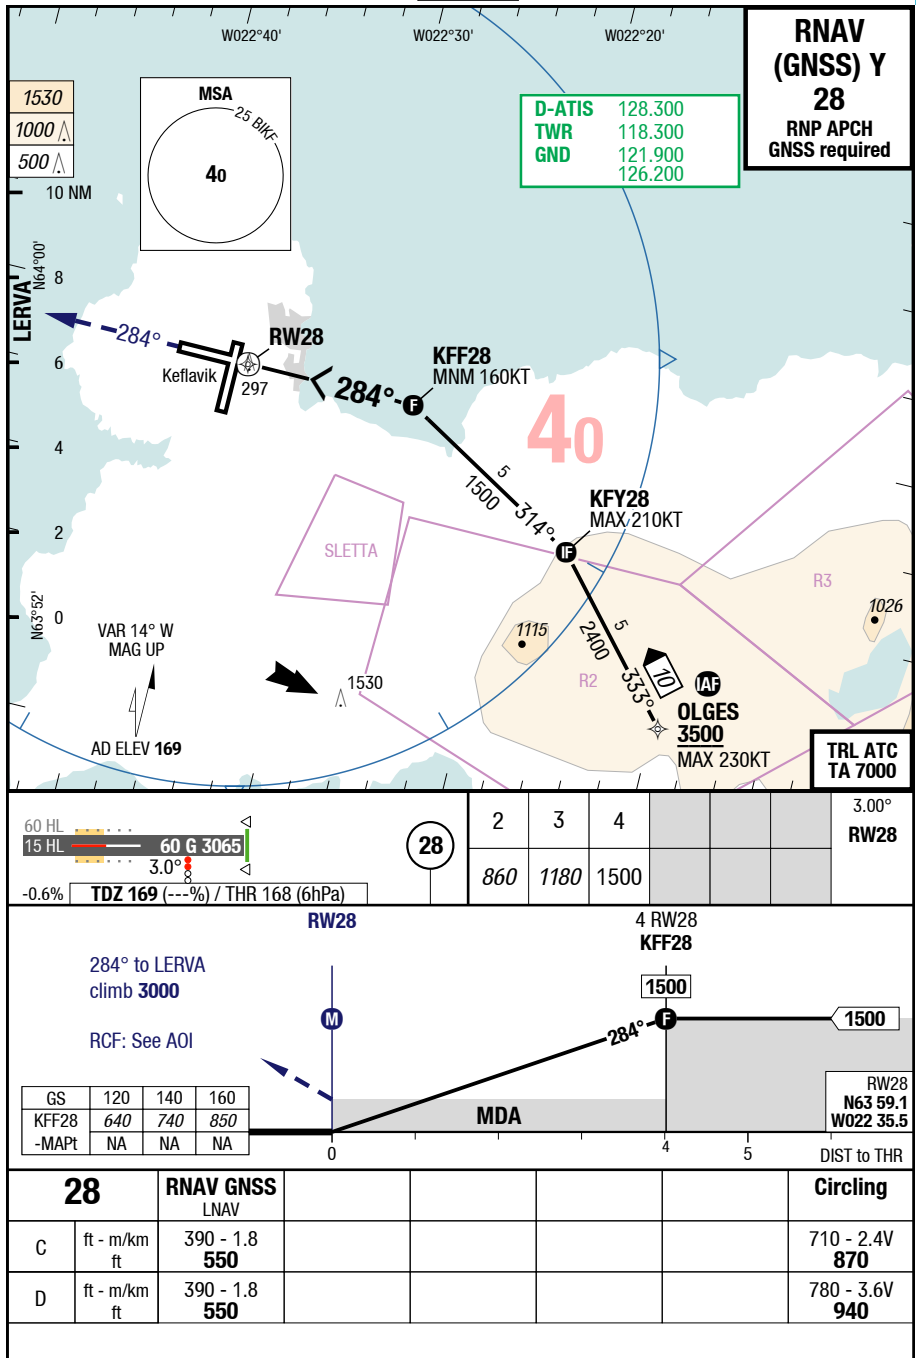 W022°40'
W022°30'
W022°20'
RNAV
(GNSS) Y
28
RNP APCH
GNSS required
1530
1000
500
MSA
25 BIKF
40
D-ATIS 128.300
TWR 118.300
GND 121.900
126.200
10 NM
N64°00'
8
LERVA
284°
6
RW28
Keflavik
297
KFF28
MNM 160KT
284°
F
40
4
5
1500
314°
KFY28
MAX 210KT
IF
2
SLETTA
R3
N63°52'
0
1026
VAR 14° W
MAG UP
1115
5
2400
333°
10
IAF
1530
R2
OLGES
3500
MAX 230KT
AD ELEV 169
TRL ATC
TA 7000
60 HL
15 HL
60 G 3065
3.0°
-0.6%
TDZ 169 (---%) / THR 168 (6hPa)
28
2 3 4
860 1180 1500
3.00°
RW28
RW28
4 RW28
KFF28
284° to LERVA
climb 3000
1500
M
F
284°
1500
RCF: See AOI
GS 120 140 160
KFF28 640 740 850
-MAPt NA NA NA
MDA
RW28
N63 59.1
W022 35.5
0
4
5
DIST to THR
28
RNAV GNSS
LNAV
Circling
C
ft - m/km
ft
390 - 1.8
550
710 - 2.4V
870
D
ft - m/km
ft
390 - 1.8
550
780 - 3.6V
940